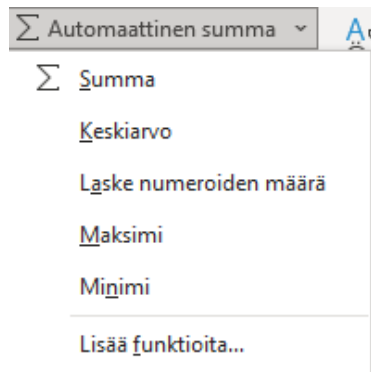 ∑ Automaattinen summa
∑ Summa
Keskiarvo
Laske numeroiden määrä
Maksimi
Minimi
Lisää funktioita...